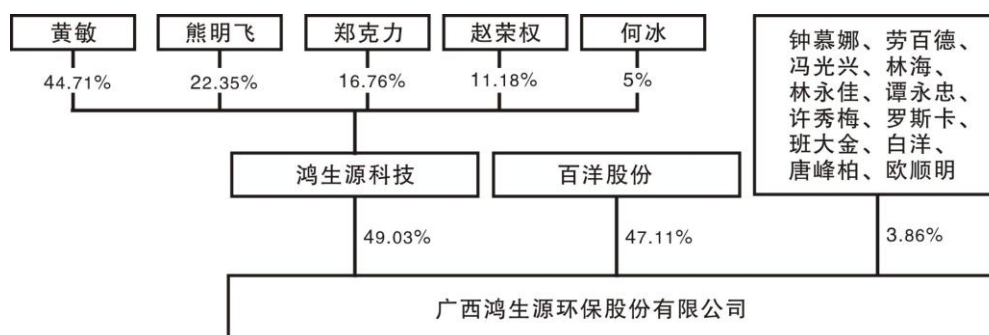 黄敏
熊明飞
郑克力
赵荣权
何冰
44.71%
22.35%
16.76%
11.18%
5%
钟慕娜、劳百德、
冯光兴、林海、
林永佳、谭永忠、
许秀梅、罗斯卡、
班大金、白洋、
唐峰柏、欧顺明
鸿生源科技
百洋股份
49.03%
47.11%
3.86%
广西鸿生源环保股份有限公司